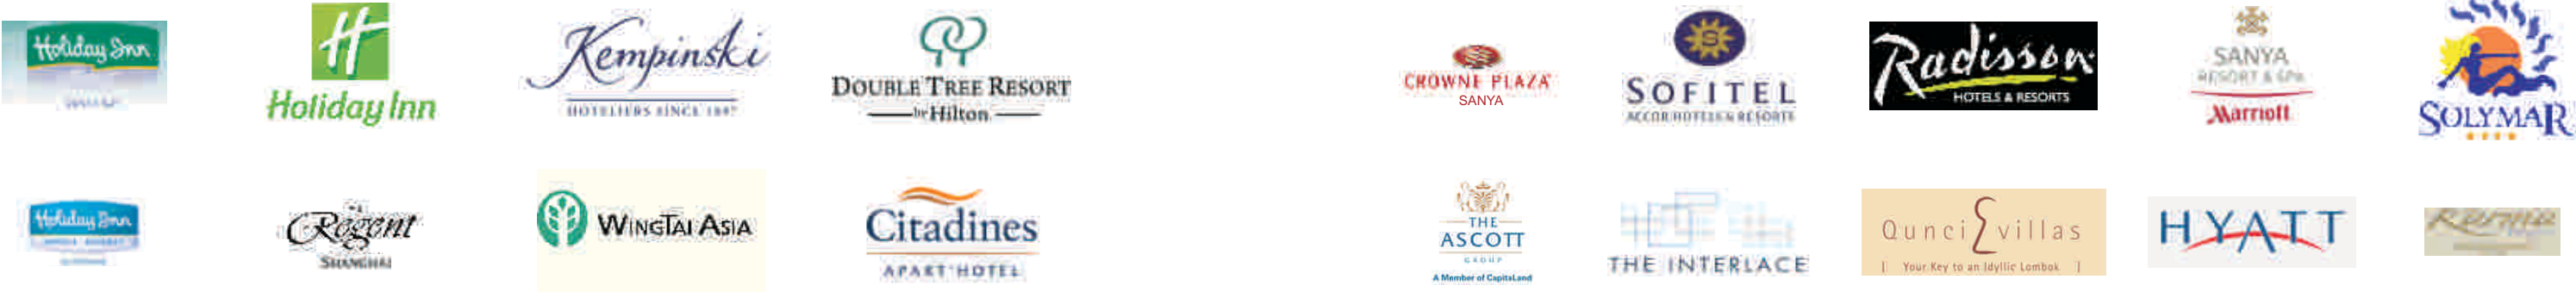 Holiday Inn
Holiday Inn
Kempinski
HOTELIERS SINCE 1897
DOUBLETREE RESORT
by Hilton
CROWNE PLAZA
SANYA
SOFITEL
ACCOR HOTELS & RESORTS
Radisson
HOTELS & RESORTS
SANYA
RESORT & SPA
Marriott
SOLYMAR
Holiday Inn
Regent
SHANGHAI
WINGTAI ASIA
Citadines
APART'HOTEL
THE
ASCOTT
GROUP
A Member of CapitaLand
THE INTERLACE
Qunci villas
[ Your Key to an Idyllic Lombok ]
HYATT